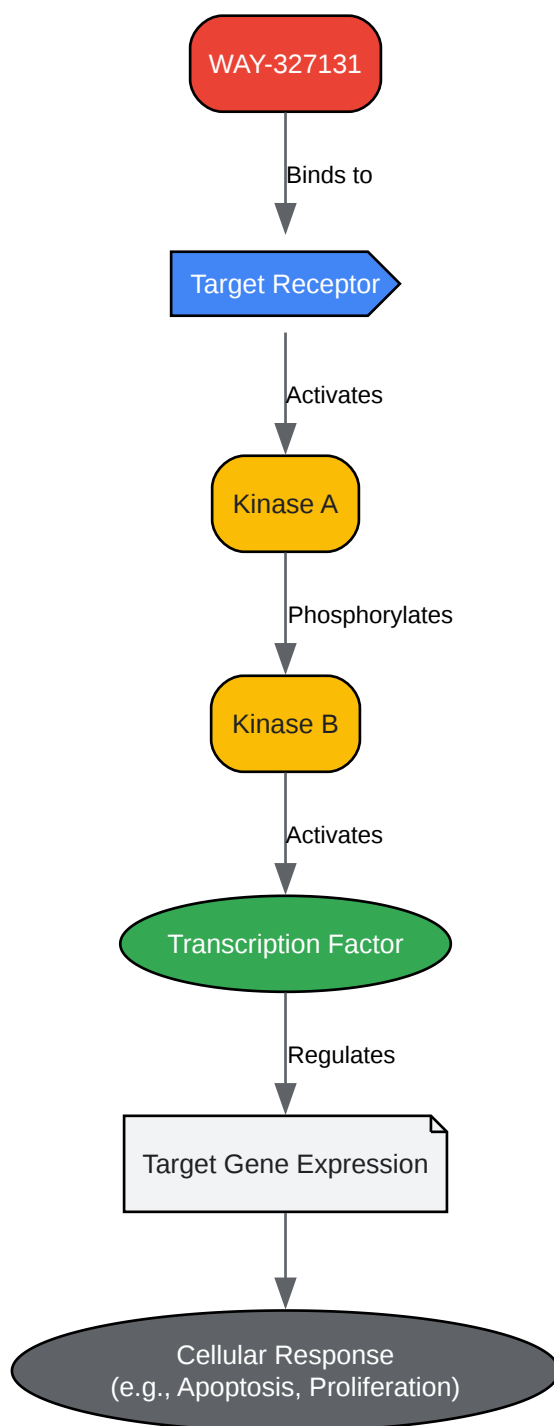 WAY-327131
Binds to
Target Receptor
Activates
Kinase A
Phosphorylates
Kinase B
Activates
Transcription Factor
Regulates
Target Gene Expression
Cellular Response
(e.g., Apoptosis, Proliferation)